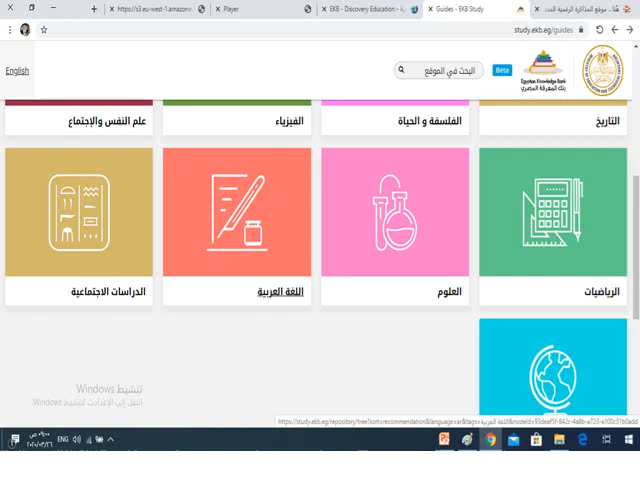 https://s3.eu-west-1.amazonaws
Player
EKB - Discovery Education
Guides - EKB Study
study.ekb.eg/guides
English
البحث في الموقع
Beta
Egyptian Knowledge Bank
بنك المعرفة المصري
التاريخ
الفلسفة و الحياة
الفيزياء
علم النفس والإجتماع
الرياضيات
العلوم
اللغة العربية
الدراسات الاجتماعية
تنشيط Windows
انتقل إلى الإعدادات لتنشيط Windows.
ENG